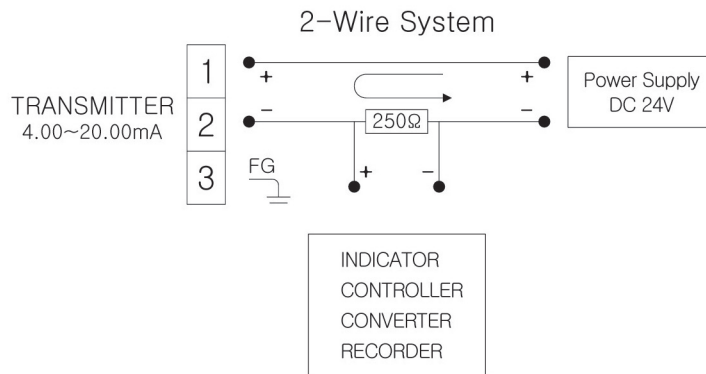 2-Wire System
1
+
+
Power Supply
DC 24V
TRANSMITTER
4.00~20.00mA
2
−
250Ω
−
3
FG
+
−
INDICATOR
CONTROLLER
CONVERTER
RECORDER